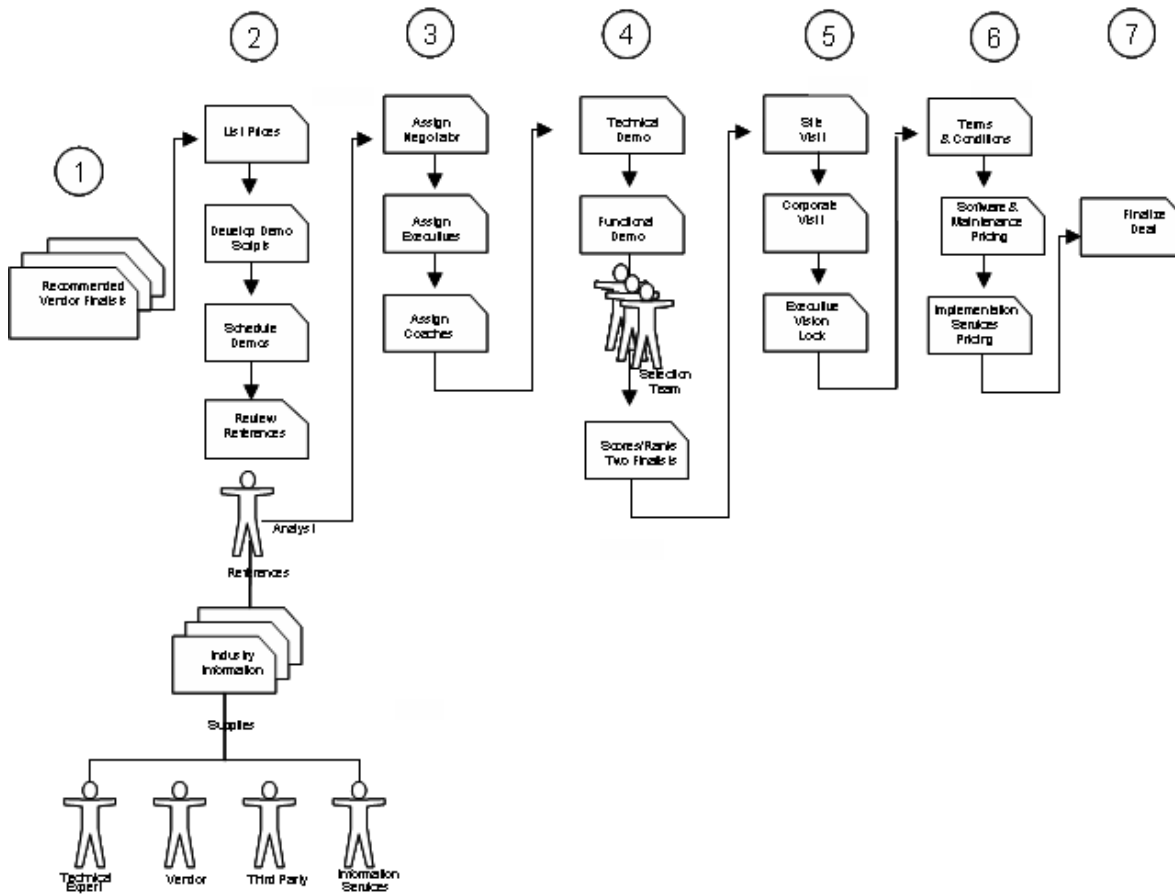 1
2
3
4
5
6
7
Recommended
Vendor Finalists
List Prices
Develop Demo
Scripts
Schedule
Demos
Review
References
Analyst
References
Industry
Information
Supplies
Technical
Expert
Vendor
Third Party
Information
Services
Assign
Negotiator
Assign
Executives
Assign
Coaches
Technical
Demo
Functional
Demo
Selection
Team
Scores/Ranks
Two Finalists
Site
Visit
Corporate
Visit
Executive
Vision
Lock
Terms
& Conditions
Software &
Maintenance
Pricing
Implementation
Services
Pricing
Finalize
Deal